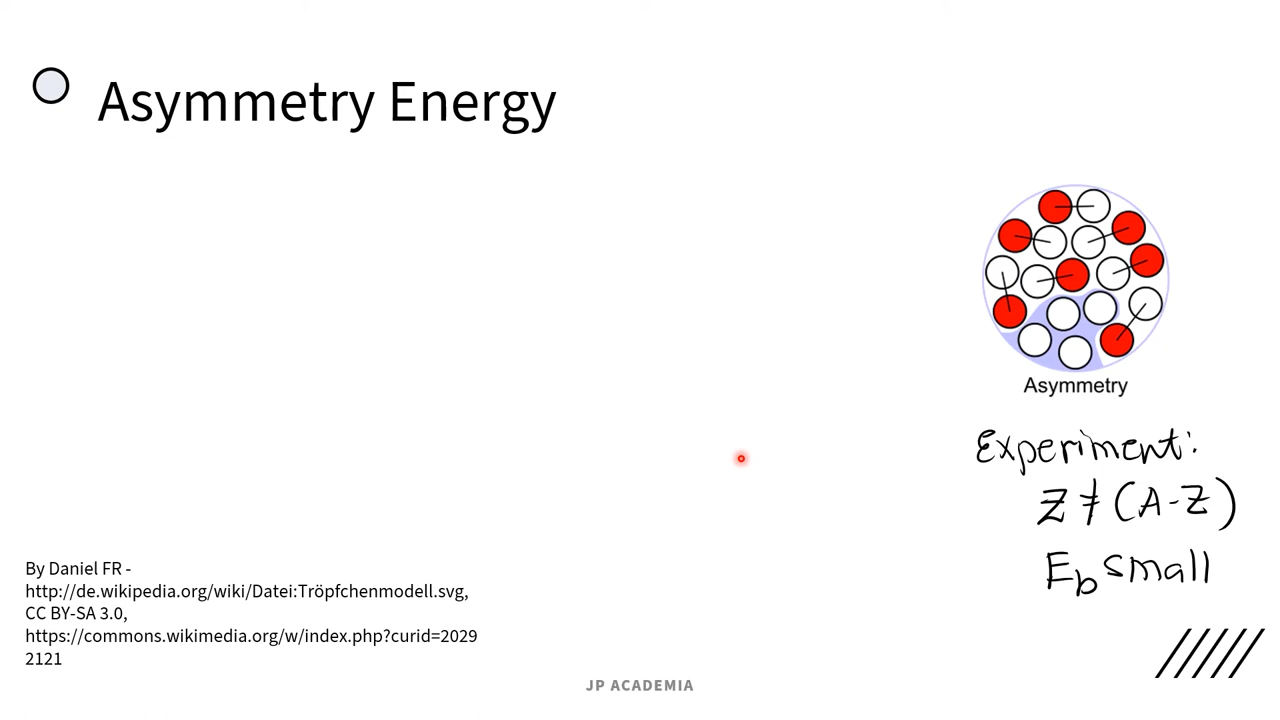 Asymmetry Energy
Asymmetry
Experiment:
Z ≠ (A-Z)
Eb small
By Daniel FR -
http://de.wikipedia.org/wiki/Datei:Tröpfchenmodell.svg,
CC BY-SA 3.0,
https://commons.wikimedia.org/w/index.php?curid=2029
2121
JP ACADEMIA